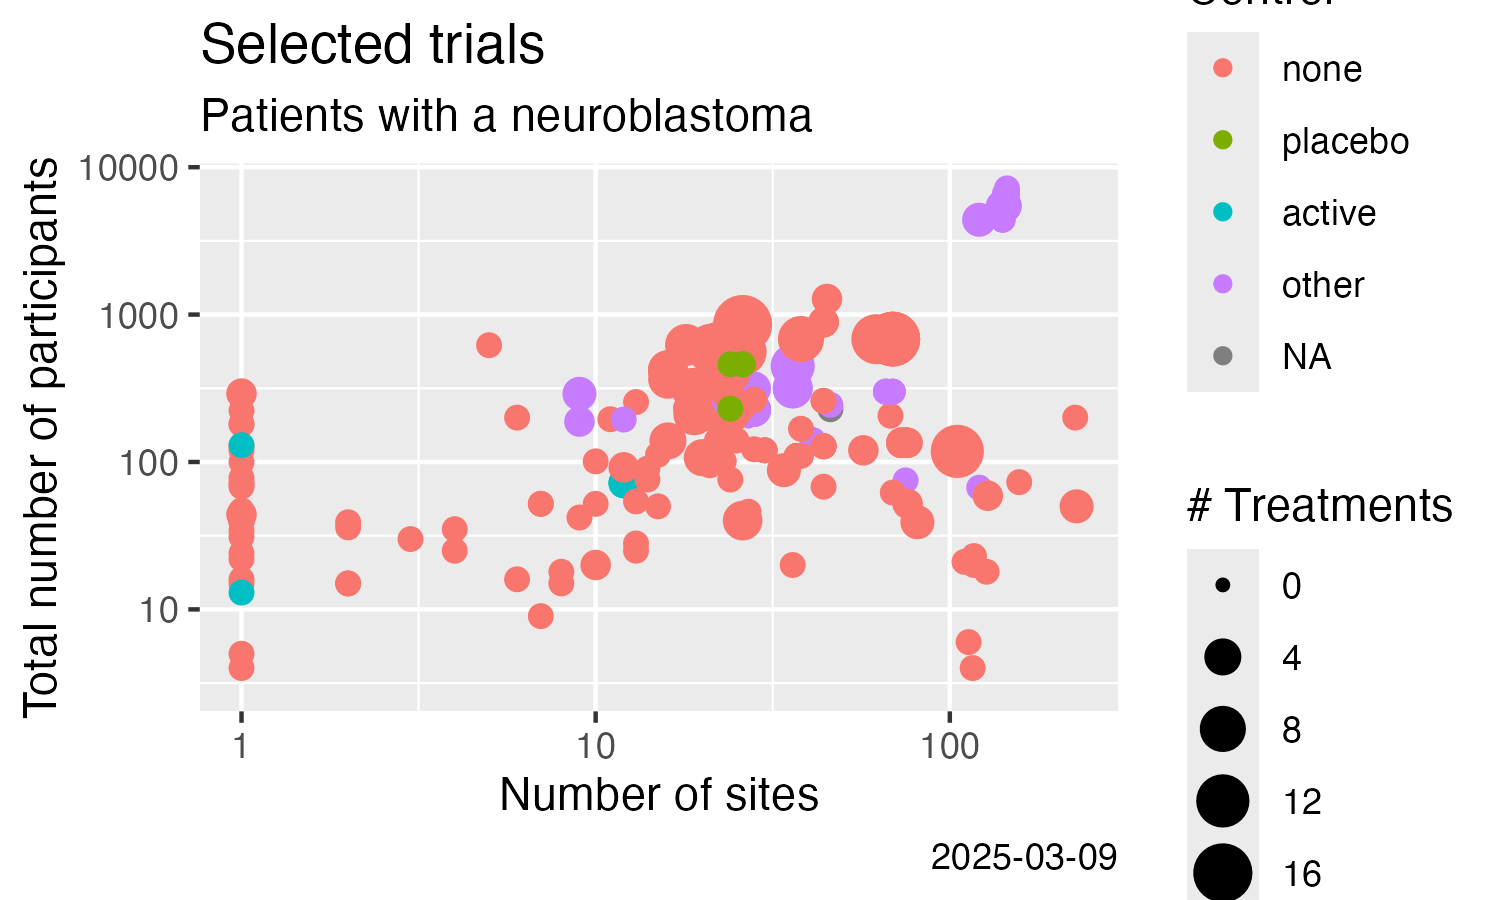 Selected trials
Patients with a neuroblastoma
Total number of participants
10000
1000
100
10
1
10
100
Number of sites
2025-03-09
none
placebo
active
other
NA
# Treatments
0
4
8
12
16